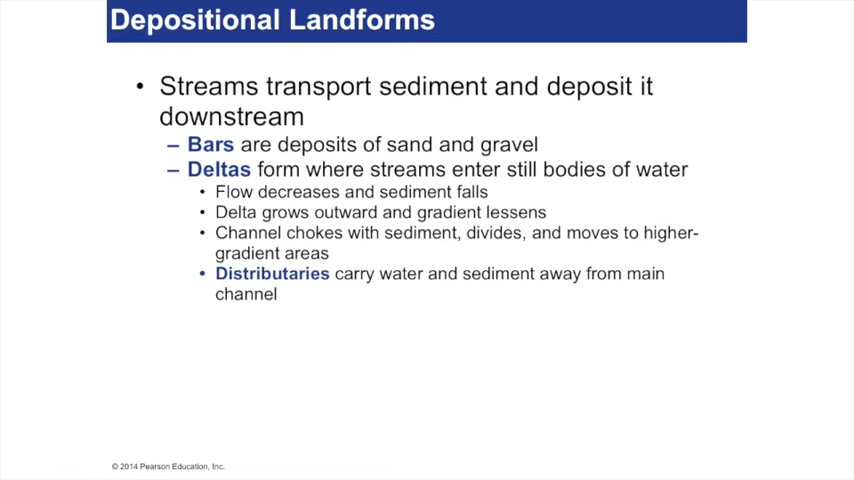 Depositional Landforms
• Streams transport sediment and deposit it
downstream
– Bars are deposits of sand and gravel
– Deltas form where streams enter still bodies of water
• Flow decreases and sediment falls
• Delta grows outward and gradient lessens
• Channel chokes with sediment, divides, and moves to higher-
gradient areas
• Distributaries carry water and sediment away from main
channel
© 2014 Pearson Education, Inc.